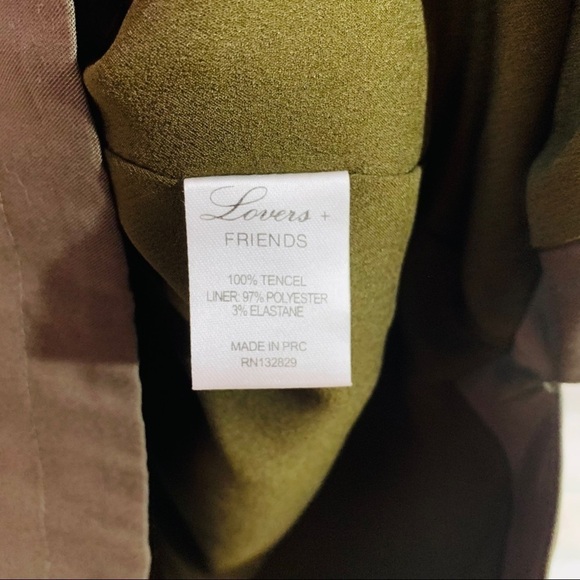 Lovers +
FRIENDS
100% TENCEL
LINER: 97% POLYESTER
3% ELASTANE
MADE IN PRC
RN132829